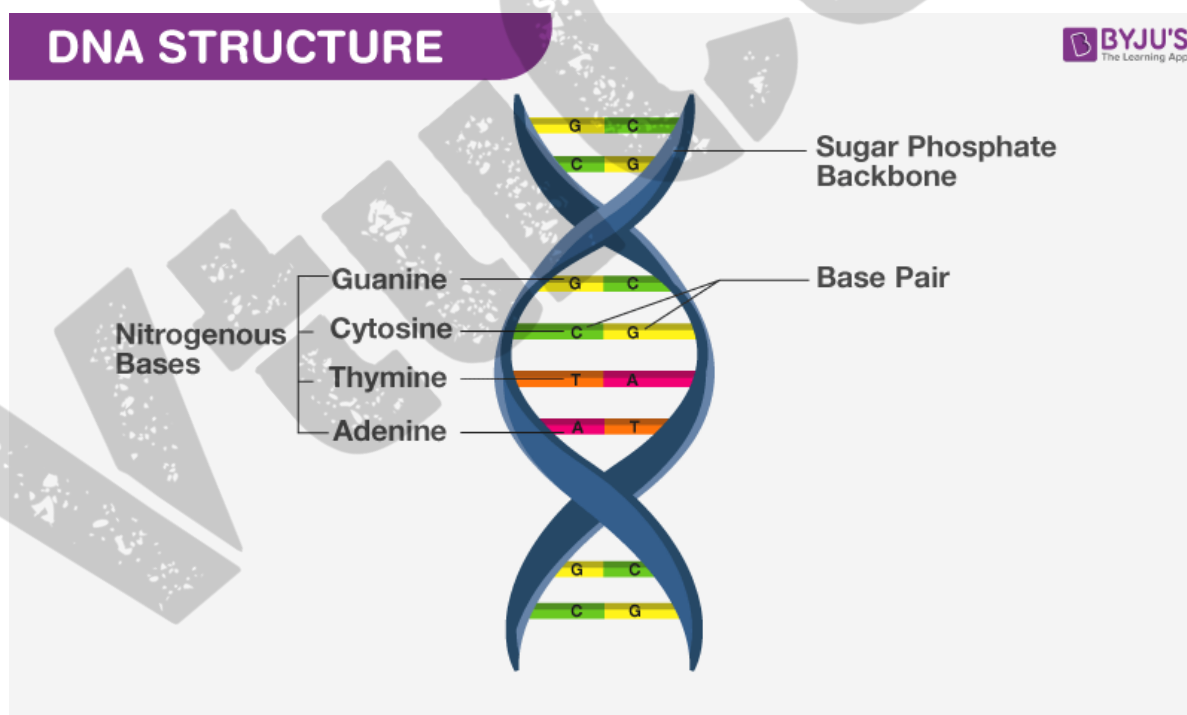 DNA STRUCTURE
BYJU'S
The Learning App
G C
C G
Sugar Phosphate
Backbone
Nitrogenous
Bases
Guanine
G C
Base Pair
Cytosine
C G
Thymine
T A
Adenine
A T
G C
C G